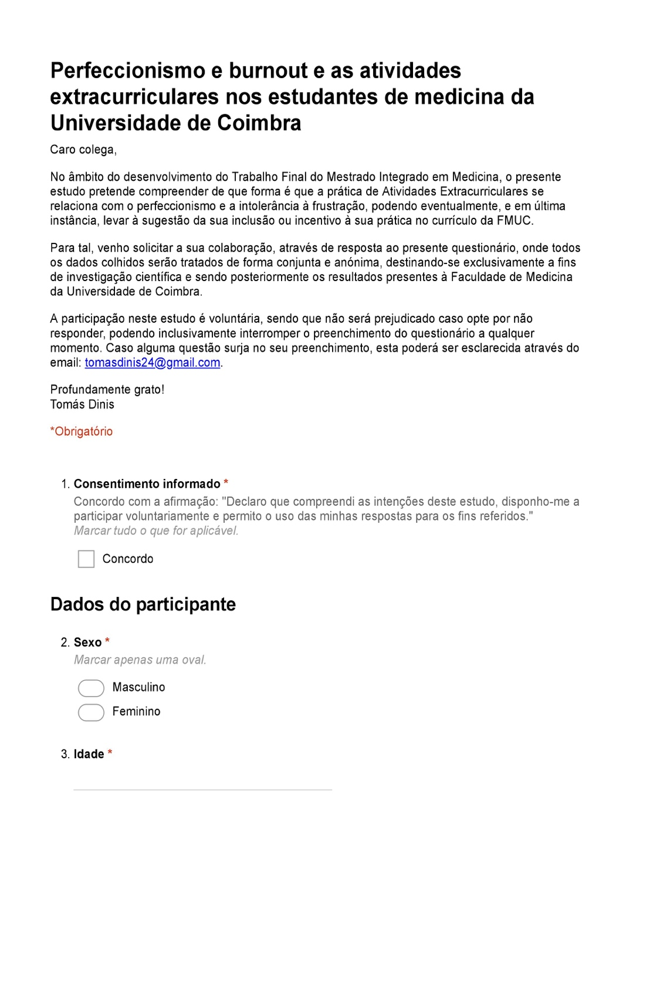 Perfeccionismo e burnout e as atividades
extracurriculares nos estudantes de medicina da
Universidade de Coimbra
Caro colega,
No âmbito do desenvolvimento do Trabalho Final do Mestrado Integrado em Medicina, o presente
estudo pretende compreender de que forma é que a prática de Atividades Extracurriculares se
relaciona com o perfeccionismo e a intolerância à frustração, podendo eventualmente, e em última
instância, levar à sugestão da sua inclusão ou incentivo à sua prática no currículo da FMUC.
Para tal, venho solicitar a sua colaboração, através de resposta ao presente questionário, onde todos
os dados colhidos serão tratados de forma conjunta e anónima, destinando-se exclusivamente a fins
de investigação científica e sendo posteriormente os resultados presentes à Faculdade de Medicina
da Universidade de Coimbra.
A participação neste estudo é voluntária, sendo que não será prejudicado caso opte por não
responder, podendo inclusivamente interromper o preenchimento do questionário a qualquer
momento. Caso alguma questão surja no seu preenchimento, esta poderá ser esclarecida através do
email: tomasdinis24@gmail.com.
Profundamente grato!
Tomás Dinis
*Obrigatório
1. Consentimento informado *
Concordo com a afirmação: "Declaro que compreendi as intenções deste estudo, disponho-me a
participar voluntariamente e permito o uso das minhas respostas para os fins referidos."
Marcar tudo o que for aplicável.
Concordo
Dados do participante
2. Sexo *
Marcar apenas uma oval.
Masculino
Feminino
3. Idade *